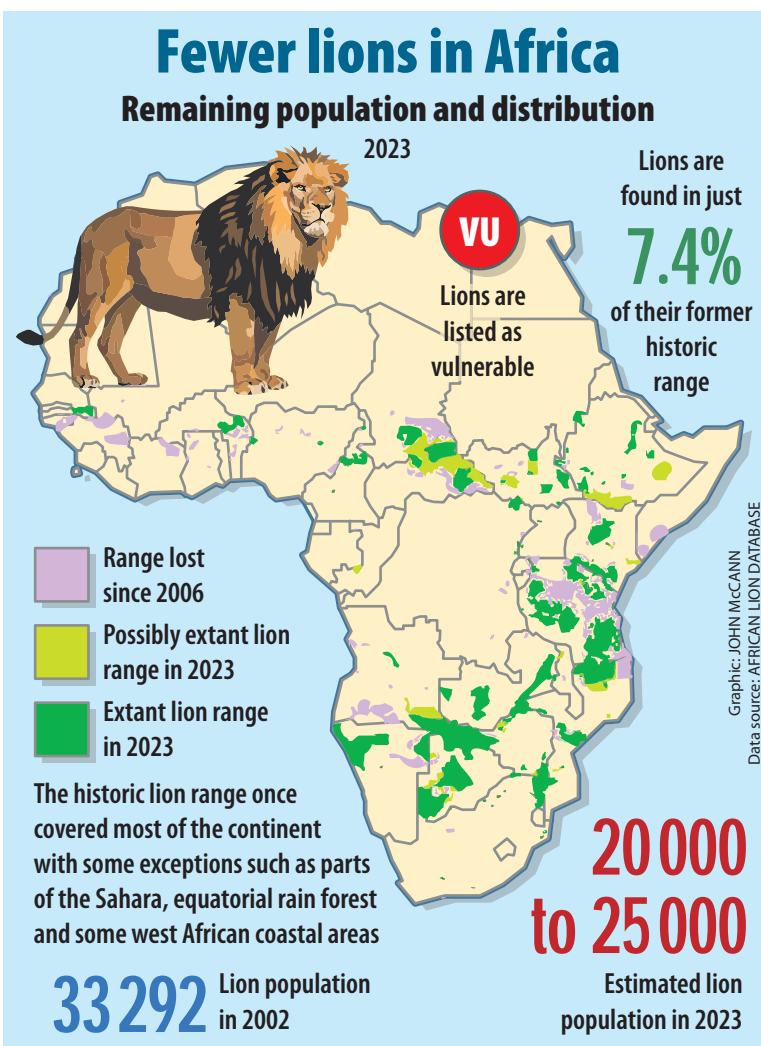 Fewer lions in Africa
Remaining population and distribution
2023
Lions are
found in just
7.4%
of their former
historic
range
VU
Lions are
listed as
vulnerable
Range lost
since 2006
Possibly extant lion
range in 2023
Extant lion range
in 2023
The historic lion range once
covered most of the continent
with some exceptions such as parts
of the Sahara, equatorial rain forest
and some west African coastal areas
33 292
Lion population
in 2002
20 000
to 25 000
Estimated lion
population in 2023
Graphic: JOHN McCANN
Data source: AFRICAN LION DATABASE